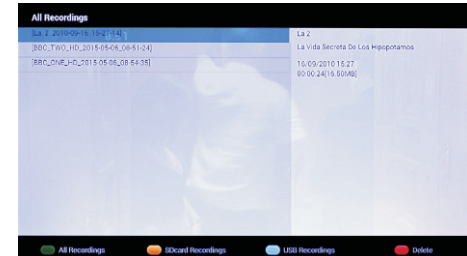 All Recordings
[La 2_2010-09-16_15-27-14]
[BBC_TWO_HD_2015-05-06_08-51-24]
[BBC_ONE_HD_2015-05-06_08-54-35]
La 2
La Vida Secreta De Los Hipopotamos
16/09/2010 15:27
00:00:24[16.50MB]
All Recordings
SDcard Recordings
USB Recordings
Delete